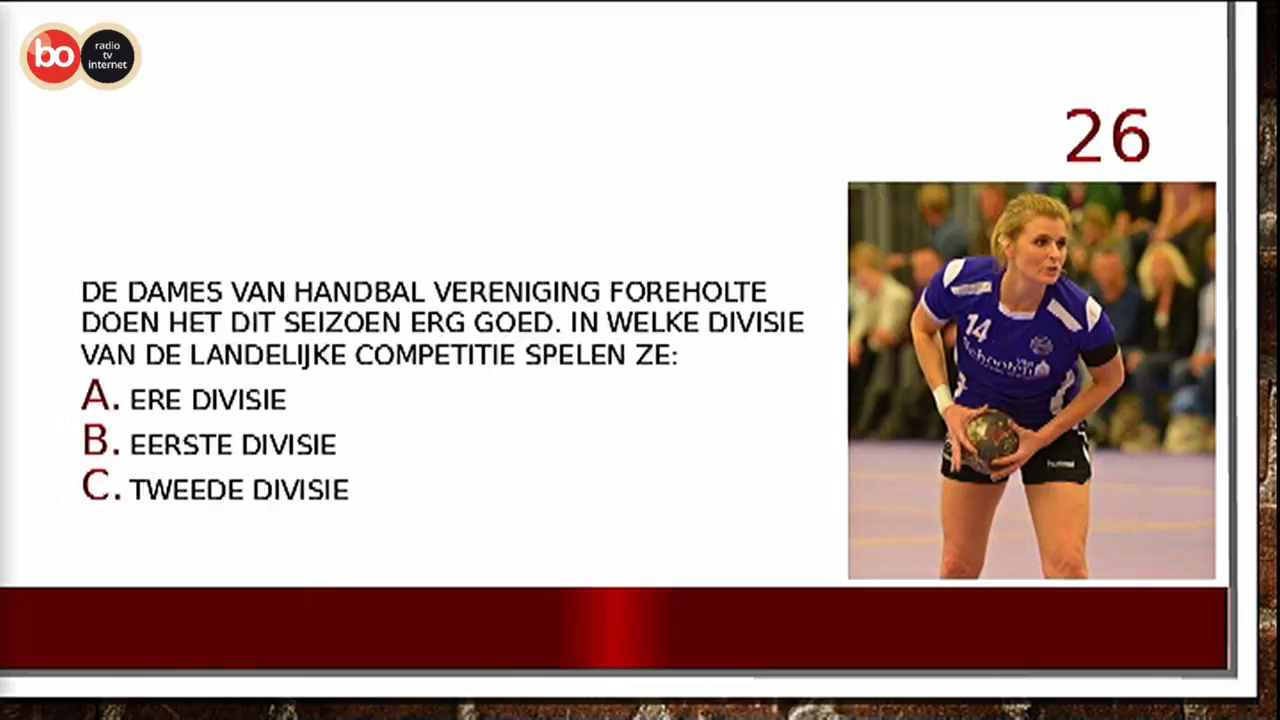 bo
radio
tv
internet
26
DE DAMES VAN HANDBAL VERENIGING FOREHOLTE
DOEN HET DIT SEIZOEN ERG GOED. IN WELKE DIVISIE
VAN DE LANDELIJKE COMPETITIE SPELEN ZE:
A. ERE DIVISIE
B. EERSTE DIVISIE
C. TWEEDE DIVISIE
14
hummel